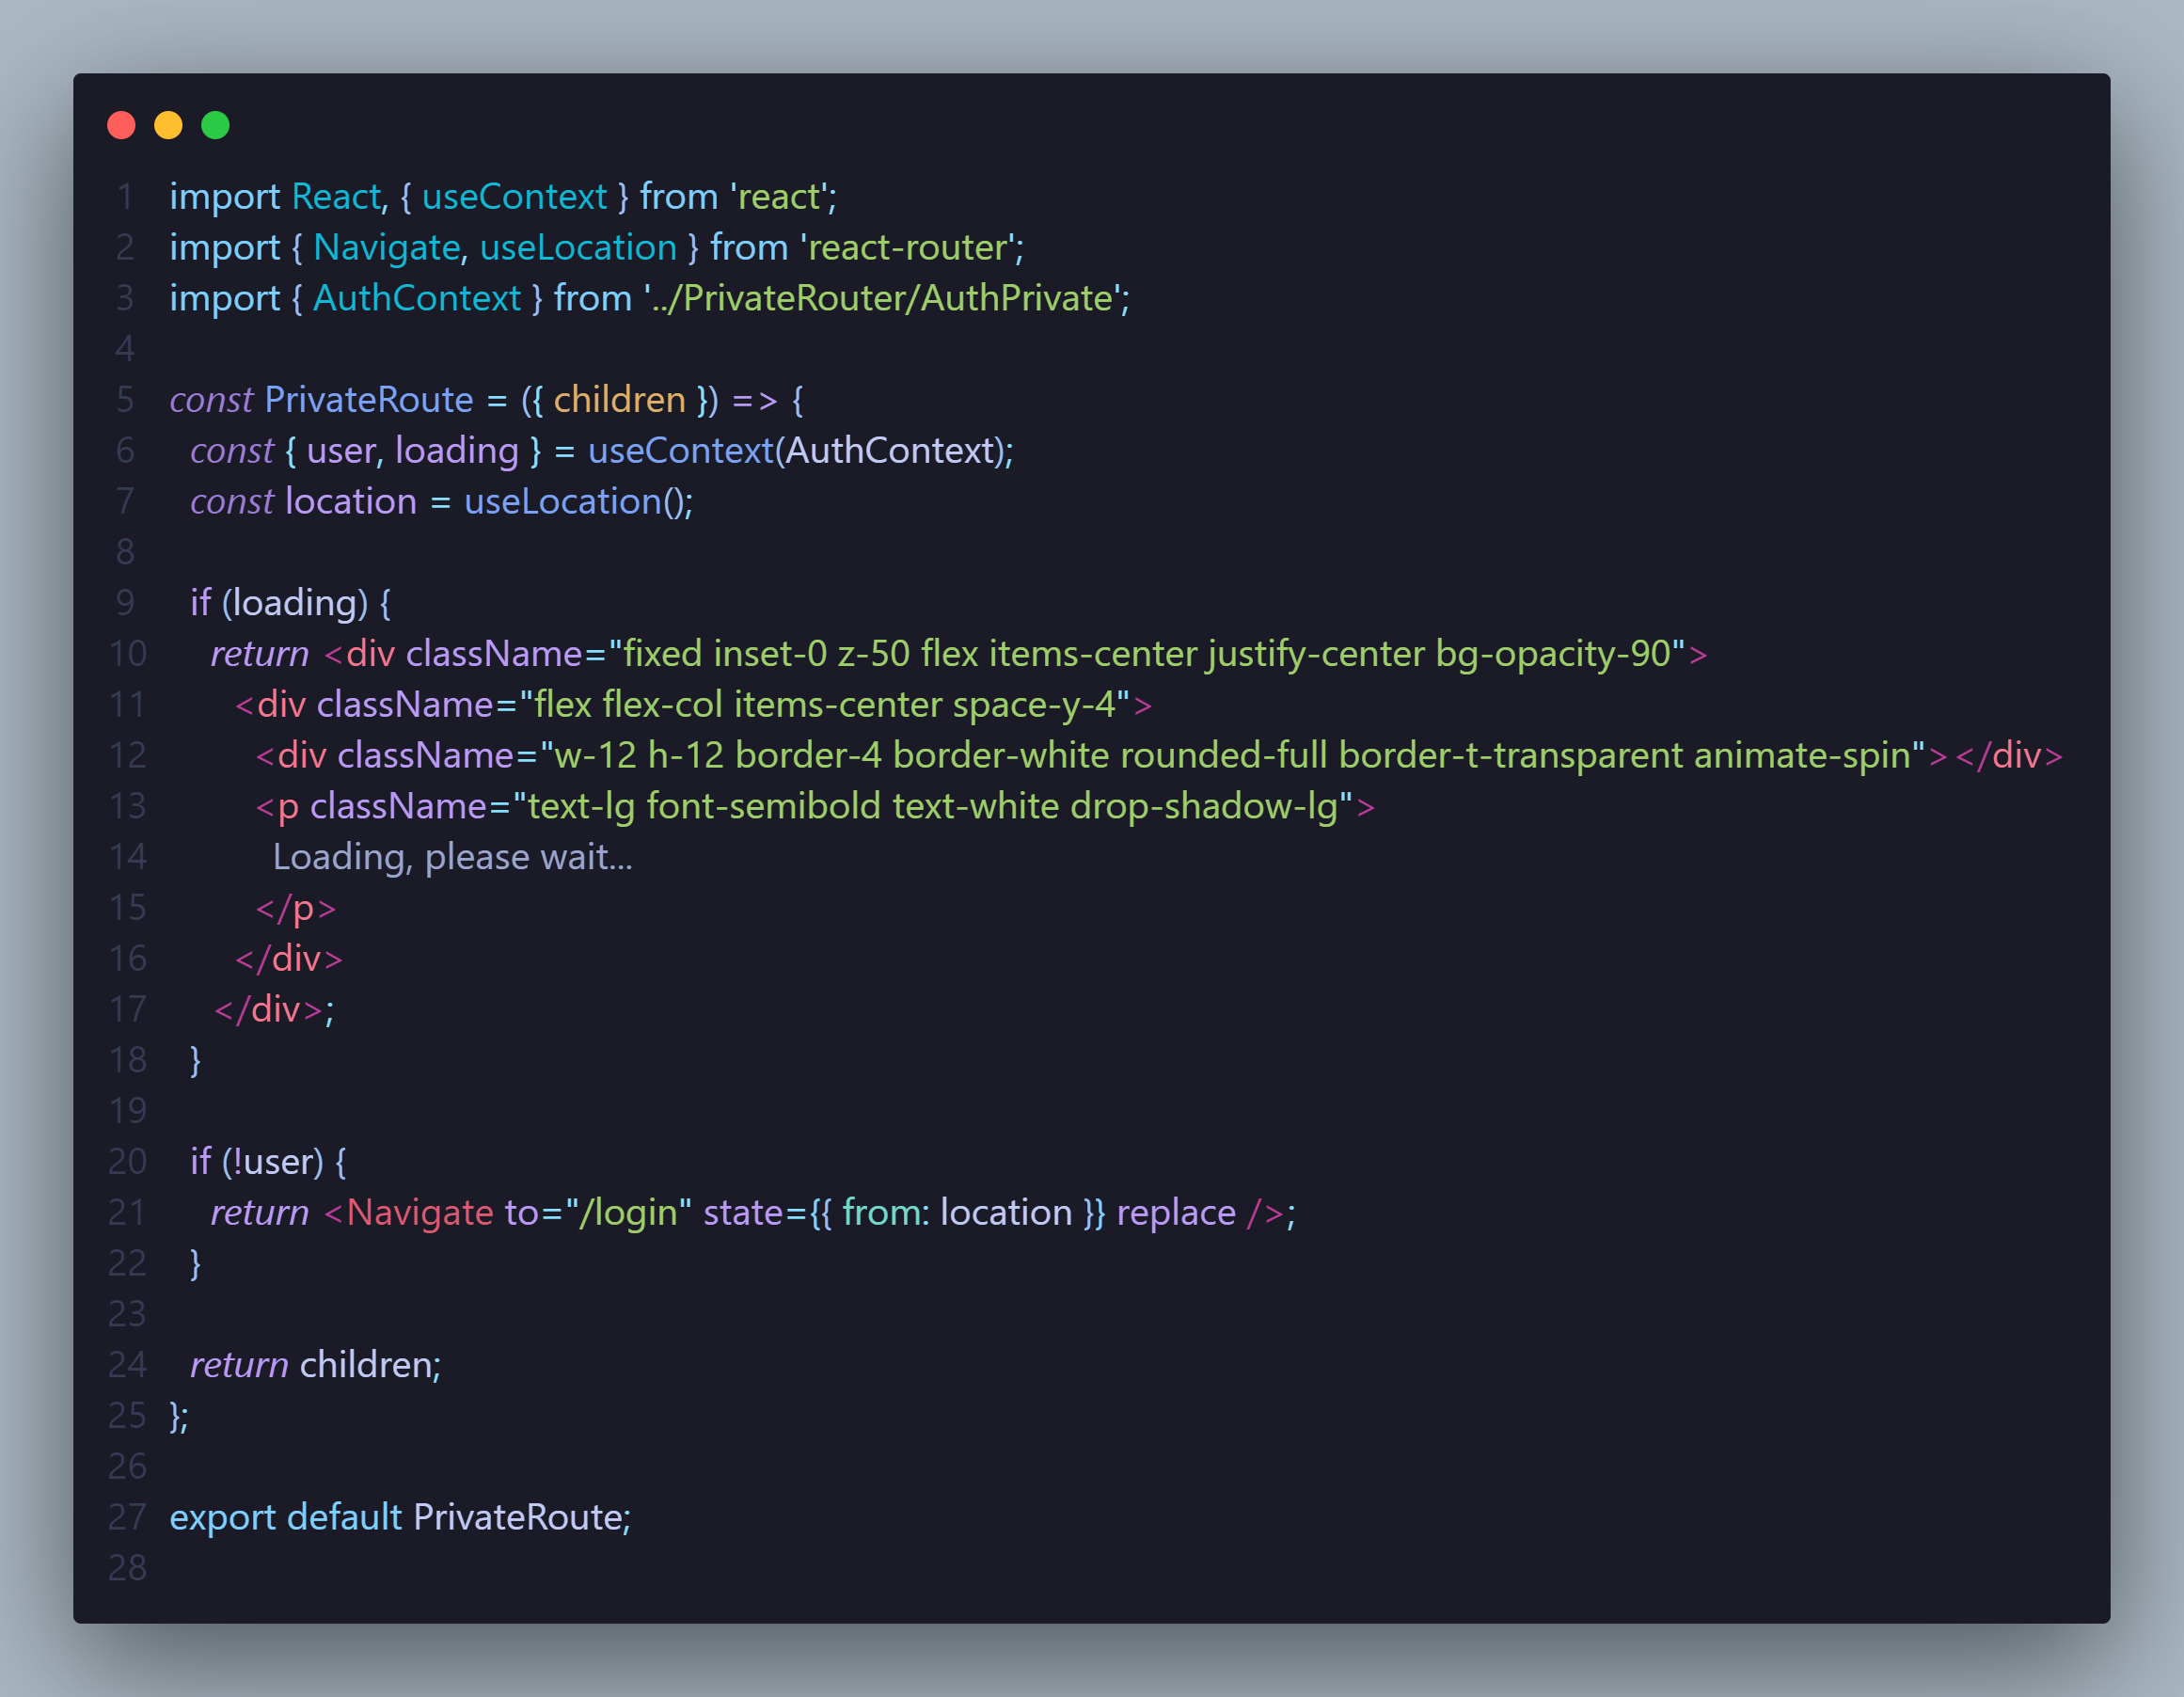 1 import React, { useContext } from 'react';
2 import { Navigate, useLocation } from 'react-router';
3 import { AuthContext } from '../PrivateRouter/AuthPrivate';
4
5 const PrivateRoute = ({ children }) => {
6 const { user, loading } = useContext(AuthContext);
7 const location = useLocation();
8
9 if (loading) {
10 return <div className="fixed inset-0 z-50 flex items-center justify-center bg-opacity-90">
11 <div className="flex flex-col items-center space-y-4">
12 <div className="w-12 h-12 border-4 border-white rounded-full border-t-transparent animate-spin"></div>
13 <p className="text-lg font-semibold text-white drop-shadow-lg">
14 Loading, please wait...
15 </p>
16 </div>
17 </div>;
18 }
19
20 if (!user) {
21 return <Navigate to="/login" state={{ from: location }} replace />;
22 }
23
24 return children;
25 };
26
27 export default PrivateRoute;
28